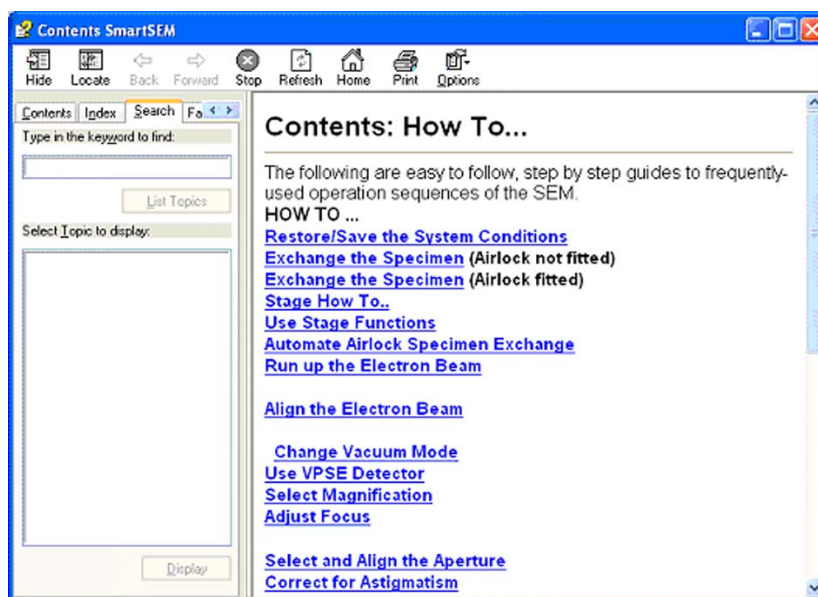 Contents SmartSEM
Hide Locate Back Forward Stop Refresh Home Print Options
Contents Index Search Fa
Type in the keyword to find:
List Topics
Select Topic to display:
Display
Contents: How To...
The following are easy to follow, step by step guides to frequently-
used operation sequences of the SEM.
HOW TO ...
Restore/Save the System Conditions
Exchange the Specimen (Airlock not fitted)
Exchange the Specimen (Airlock fitted)
Stage How To..
Use Stage Functions
Automate Airlock Specimen Exchange
Run up the Electron Beam
Align the Electron Beam
Change Vacuum Mode
Use VPSE Detector
Select Magnification
Adjust Focus
Select and Align the Aperture
Correct for Astigmatism